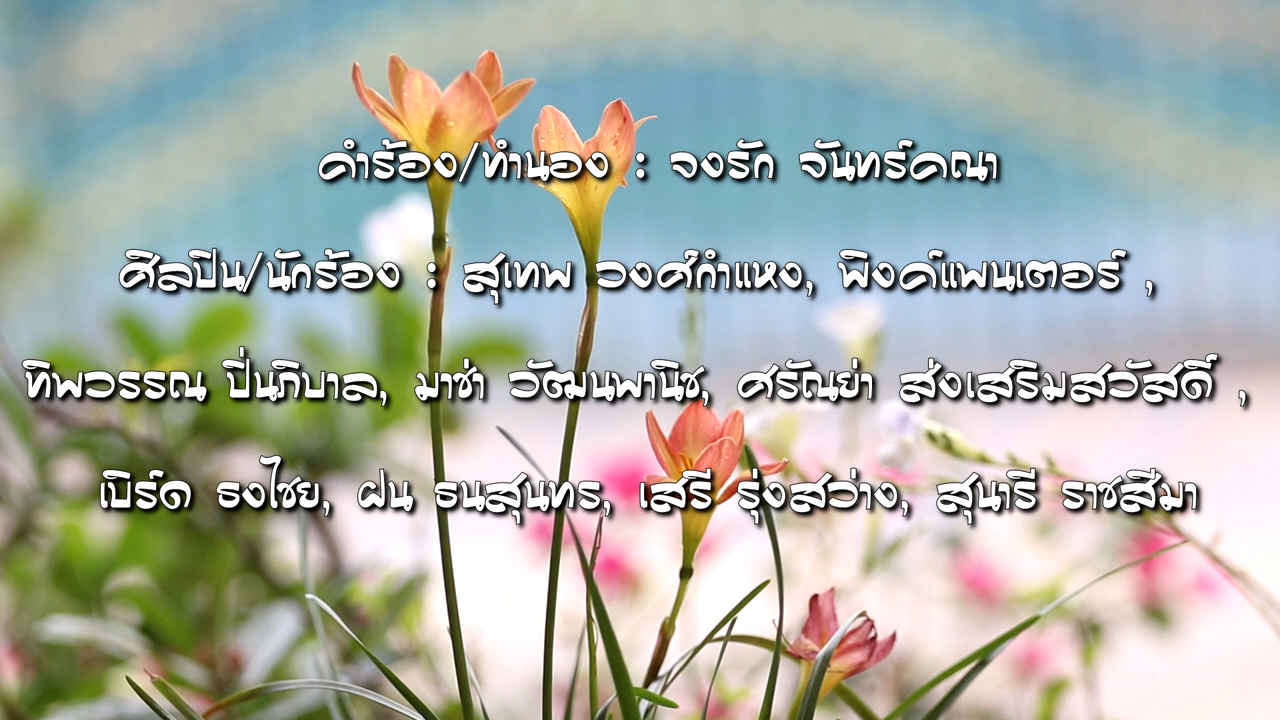 คำร้อง/ทำนอง : จงรัก จันทร์คณา
ศิลปิน/นักร้อง : สุเทพ วงศ์กำแหง, พิงค์แพนเตอร์ ,
ทิพวรรณ ปิ่นภิบาล, มาช่า วัฒนพานิช, ศรัณย่า ส่งเสริมสวัสดิ์ ,
เบิร์ด ธงไชย, ฝน ธนสุนทร, เสรี รุ่งสว่าง, สุนารี ราชสีมา